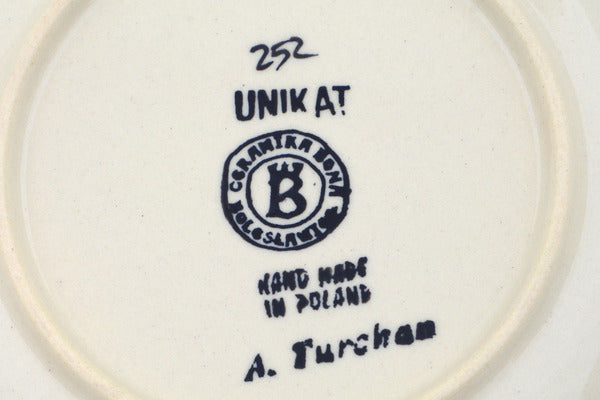 252
UNIKAT
CERAMIKA BONA
B
BOLESŁAWIEC
HAND MADE
IN POLAND
A. Turchan